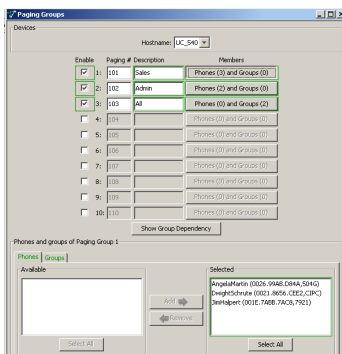 Paging Groups
Devices
Hostname: UC_540
Enable Paging # Description Members
1: 101 Sales Phones (3) and Groups (0)
2: 102 Admin Phones (2) and Groups (0)
3: 103 All Phones (0) and Groups (2)
4: 104 Phones (0) and Groups (0)
5: 105 Phones (0) and Groups (0)
6: 106 Phones (0) and Groups (0)
7: 107 Phones (0) and Groups (0)
8: 108 Phones (0) and Groups (0)
9: 109 Phones (0) and Groups (0)
10: 110 Phones (0) and Groups (0)
Show Group Dependency
Phones and groups of Paging Group 1
Phones Groups
Available Selected
AngelaMartin (0026.99AB.D84A,504G)
DwightSchrute (0021.8656.CEE2,CIPC)
JimHalpert (001E.7ABB.7AC8,7921)
Add
Remove
Select All Select All